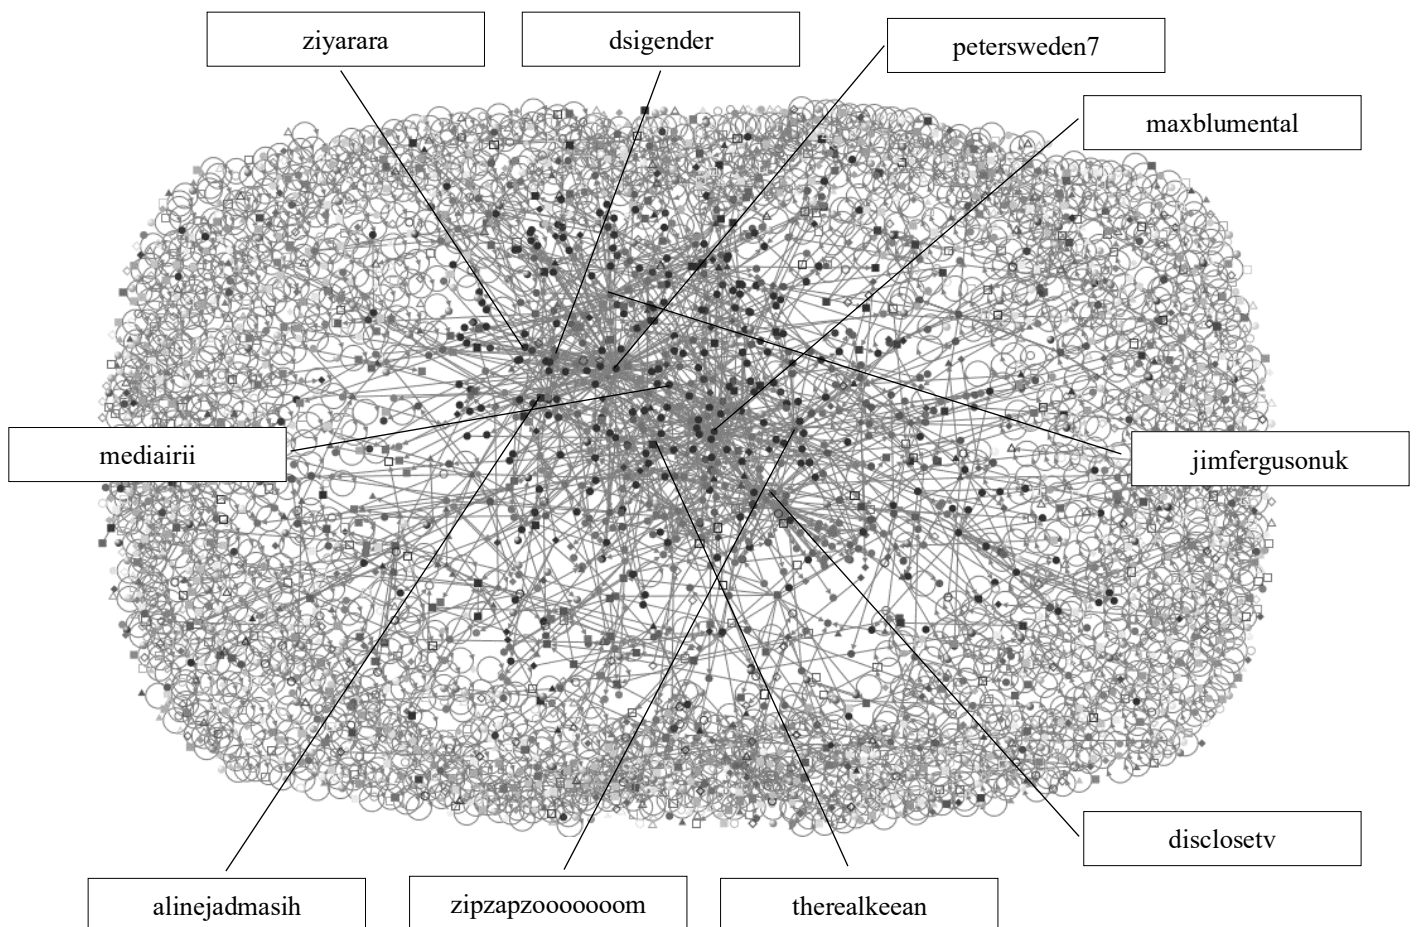 ziyarara
dsigender
petersweden7
maxblumental
mediairii
jimfergusonuk
disclosetv
alinejadmasih
zipzapzooooooom
therealkeean